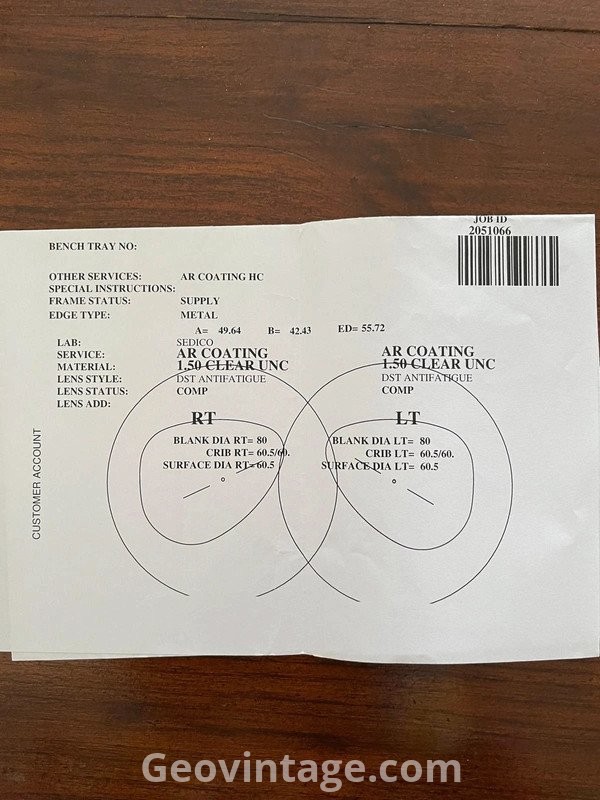 JOB ID
2051066
BENCH TRAY NO:
OTHER SERVICES: AR COATING HC
SPECIAL INSTRUCTIONS:
FRAME STATUS: SUPPLY
EDGE TYPE: METAL
A= 49.64 B= 42.43 ED= 55.72
LAB: SEDICO
SERVICE: AR COATING AR COATING
MATERIAL: 1.50 CLEAR UNC 1.50 CLEAR UNC
LENS STYLE: DST ANTIFATIGUE DST ANTIFATIGUE
LENS STATUS: COMP COMP
LENS ADD:
RT LT
BLANK DIA RT= 80 BLANK DIA LT= 80
CRIB RT= 60.5/60. CRIB LT= 60.5/60.
SURFACE DIA RT= 60.5 SURFACE DIA LT= 60.5
CUSTOMER ACCOUNT
Geovintage.com